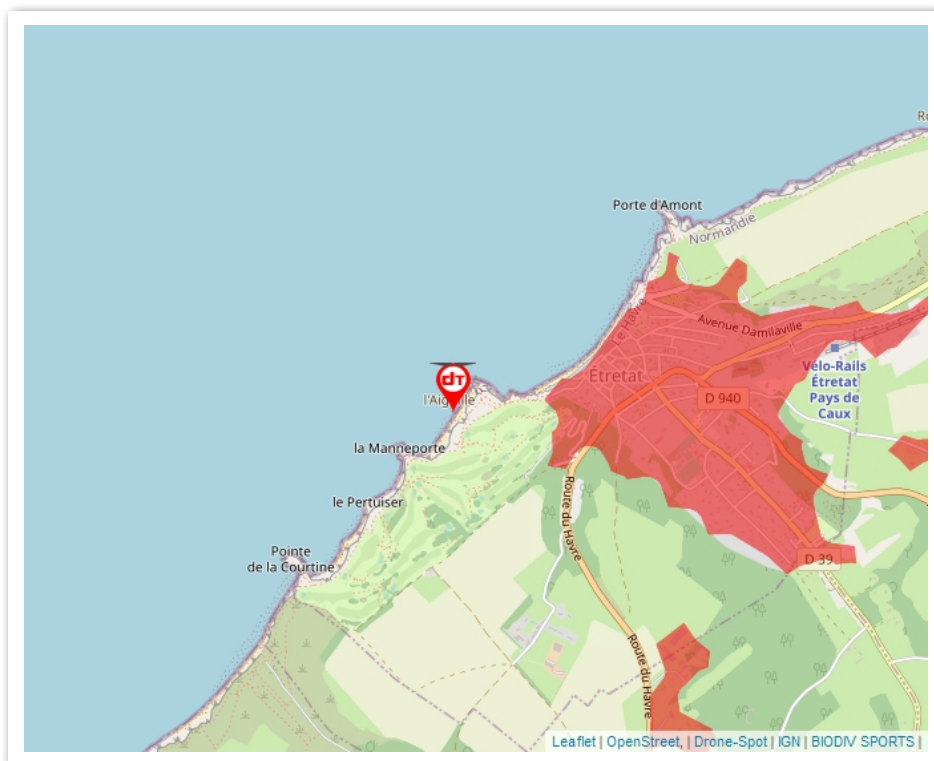 Ro
Porte d'Amont
Normandie
Le Havre
Avenue Damilaville
Étretat
Vélo-Rails
Étretat
Pays de
Caux
D 940
dT
l'Aiguille
la Manneporte
le Pertuiser
Route du Havre
Pointe
de la Courtine
D 39
Route du Havre
Leaflet | OpenStreet, | Drone-Spot | IGN | BIODIV SPORTS |